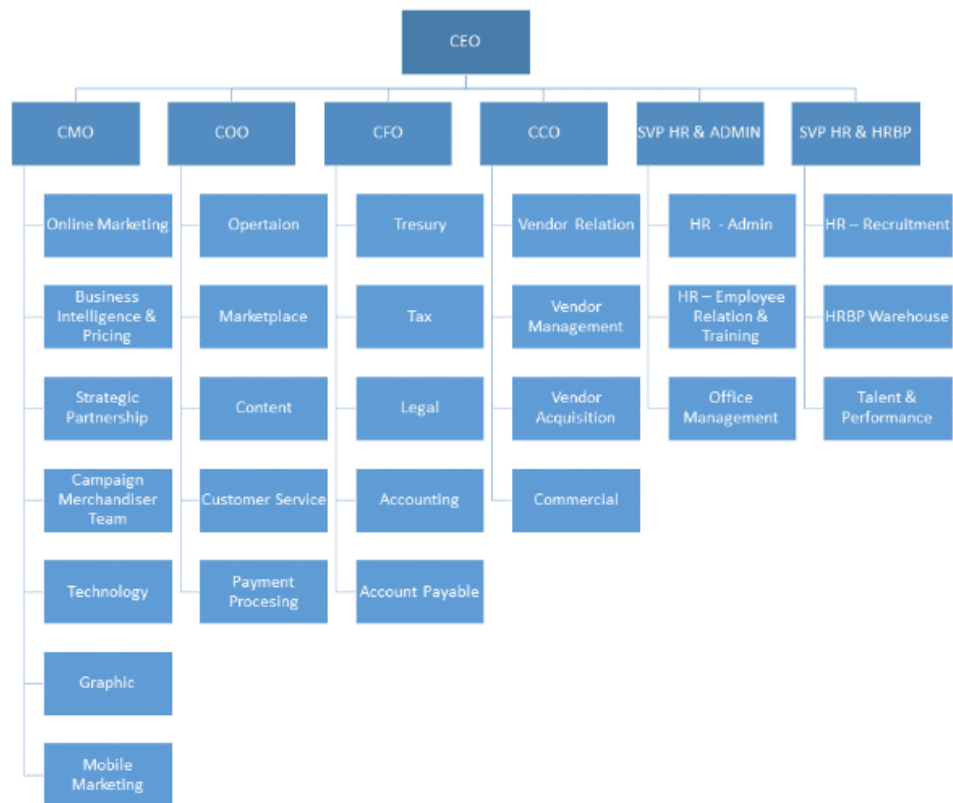 CEO
CMO
COO
CFO
CCO
SVP HR & ADMIN
SVP HR & HRBP
Online Marketing
Business
Intelligence &
Pricing
Strategic
Partnership
Campaign
Merchandiser
Team
Technology
Graphic
Mobile
Marketing
Opertaion
Marketplace
Content
Customer Service
Payment
Procesing
Tresury
Tax
Legal
Accounting
Account Payable
Vendor Relation
Vendor
Management
Vendor
Acquisition
Commercial
HR - Admin
HR – Employee
Relation &
Training
Office
Management
HR – Recruitment
HRBP Warehouse
Talent &
Performance